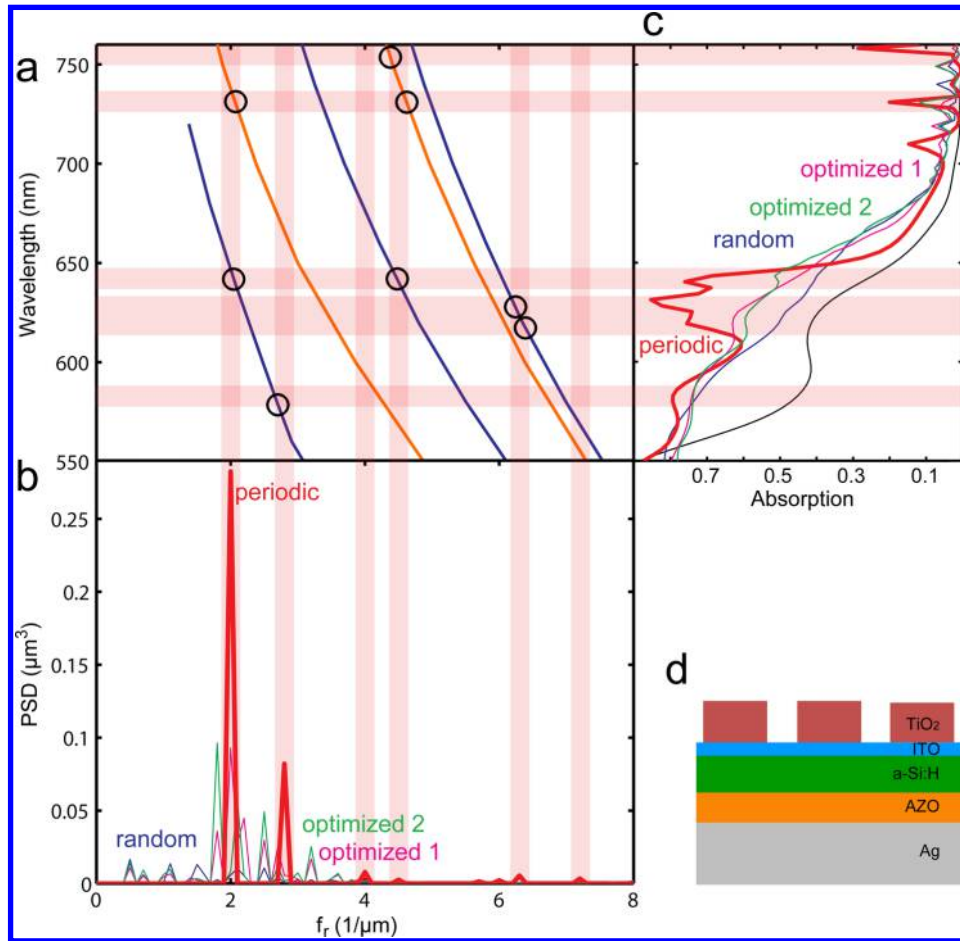 a
750
700
650
600
550
Wavelength (nm)
c
optimized 1
optimized 2
random
periodic
0.7 0.5 0.3 0.1
Absorption
b
periodic
0.25
0.2
0.15
0.1
0.05
0
PSD (µm³)
random
optimized 2
optimized 1
0 2 4 6 8
fr (1/µm)
d
TiO2
ITO
a-Si:H
AZO
Ag